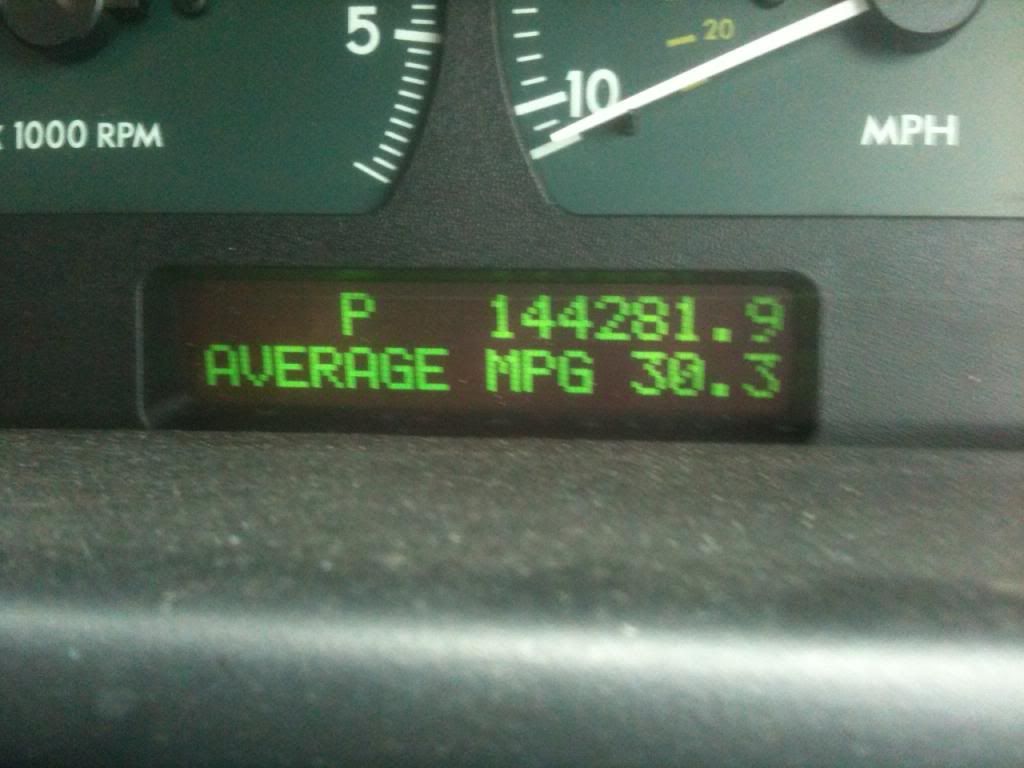 5
20
10
x 1000 RPM
MPH
P 144281.9
AVERAGE MPG 30.3